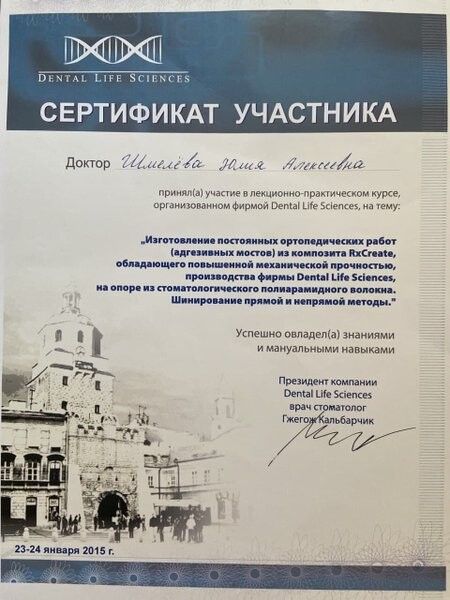 DENTAL LIFE SCIENCES
СЕРТИФИКАТ УЧАСТНИКА
Доктор Шмелёва Юлия Алексеевна
принял(а) участие в лекционно-практическом курсе,
организованном фирмой Dental Life Sciences, на тему:
„Изготовление постоянных ортопедических работ
(адгезивных мостов) из композита RxCreate,
обладающего повышенной механической прочностью,
производства фирмы Dental Life Sciences,
на опоре из стоматологического полиарамидного волокна.
Шинирование прямой и непрямой методы."
Успешно овладел(а) знаниями
и мануальными навыками
Президент компании
Dental Life Sciences
врач стоматолог
Гжегож Кальбарчик
23-24 января 2015 г.